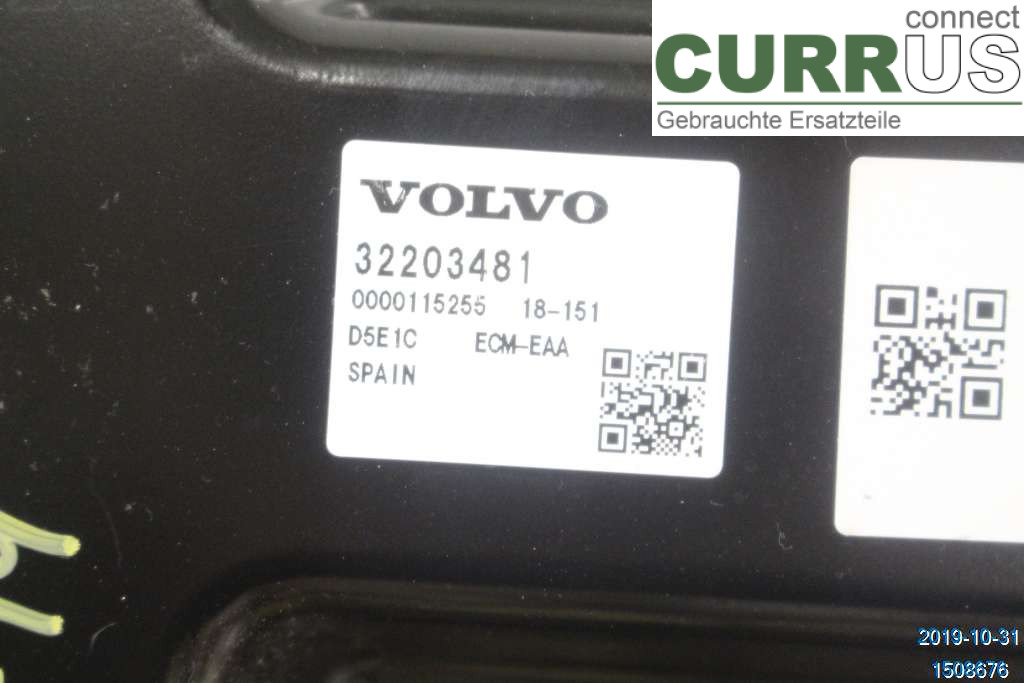 connect
CURRUS
Gebrauchte Ersatzteile
VOLVO
32203481
0000115255 18-151
D5E1C ECM-EAA
SPAIN
2019-10-31
1508676